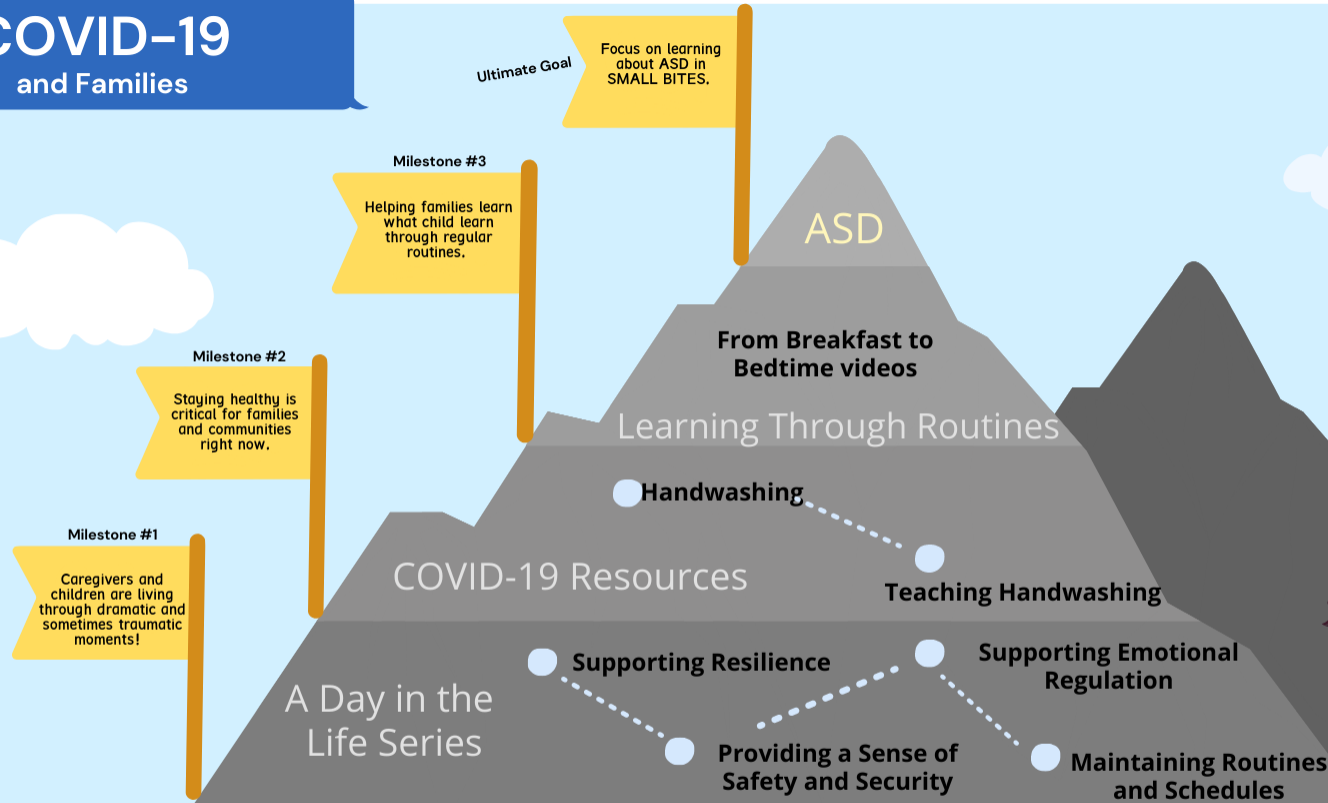 COVID-19
and Families
Ultimate Goal
Focus on learning
about ASD in
SMALL BITES.
Milestone #3
Helping families learn
what child learn
through regular
routines.
Milestone #2
Staying healthy is
critical for families
and communities
right now.
Milestone #1
Caregivers and
children are living
through dramatic and
sometimes traumatic
moments!
ASD
From Breakfast to
Bedtime videos
Learning Through Routines
Handwashing
COVID-19 Resources
Teaching Handwashing
A Day in the
Life Series
Supporting Resilience
Providing a Sense of
Safety and Security
Supporting Emotional
Regulation
Maintaining Routines
and Schedules